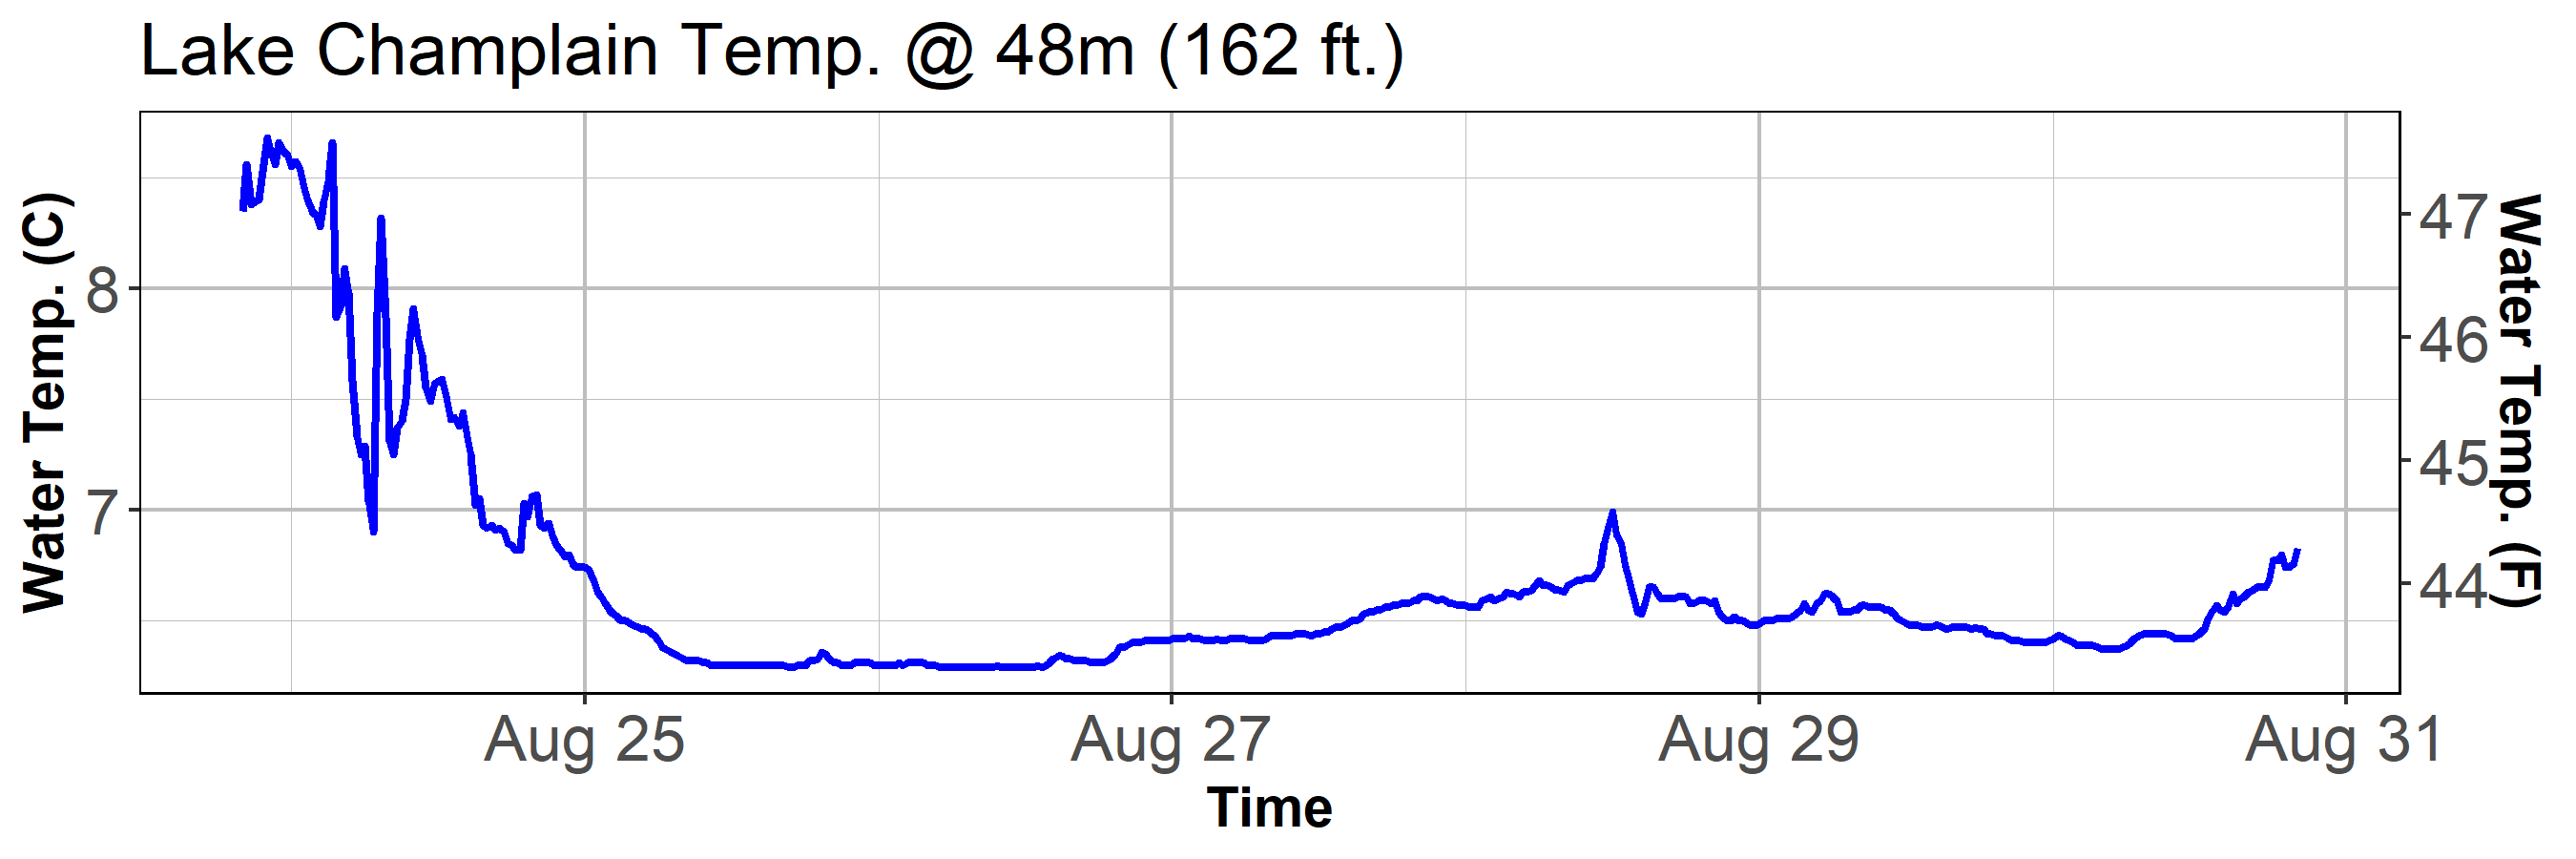 Lake Champlain Temp. @ 48m (162 ft.)
Water Temp. (C)
8
7
47
46
45
44
Water Temp. (F)
Aug 25
Aug 27
Aug 29
Aug 31
Time